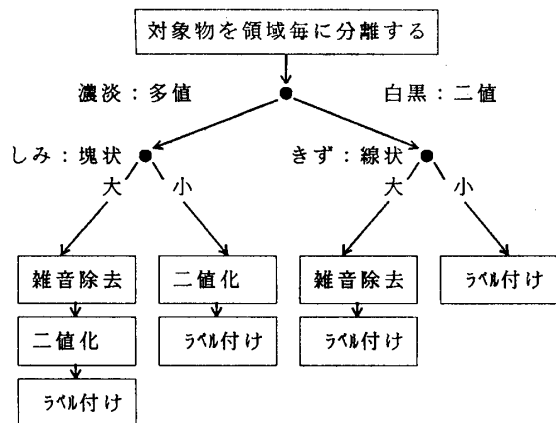 対象物を領域毎に分離する
濃淡：多値
白黒：二値
しみ：塊状
きず：線状
大
小
大
小
雑音除去
二値化
雑音除去
ラベル付け
二値化
ラベル付け
ラベル付け
ラベル付け